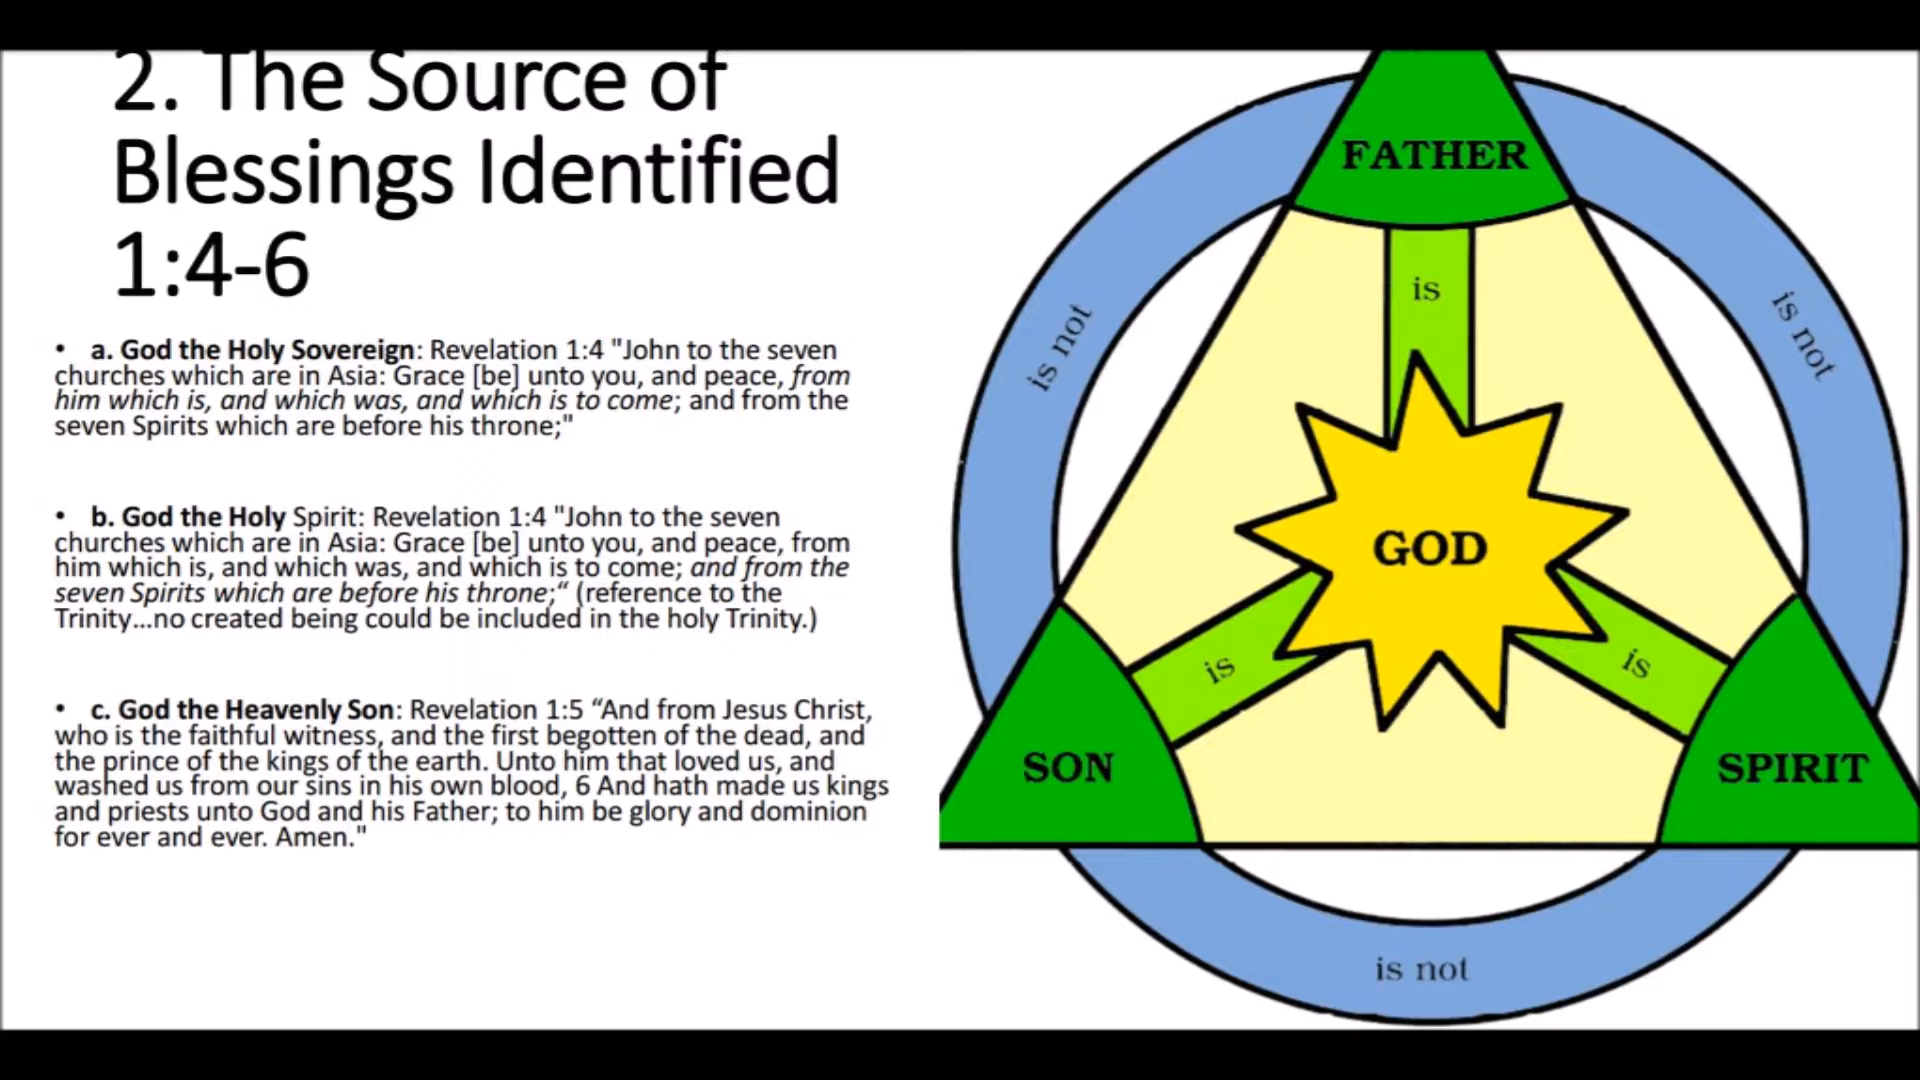 2. The Source of
Blessings Identified
1:4-6
• a. God the Holy Sovereign: Revelation 1:4 "John to the seven
churches which are in Asia: Grace [be] unto you, and peace, from
him which is, and which was, and which is to come; and from the
seven Spirits which are before his throne;"
• b. God the Holy Spirit: Revelation 1:4 "John to the seven
churches which are in Asia: Grace [be] unto you, and peace, from
him which is, and which was, and which is to come; and from the
seven Spirits which are before his throne;“ (reference to the
Trinity...no created being could be included in the holy Trinity.)
• c. God the Heavenly Son: Revelation 1:5 “And from Jesus Christ,
who is the faithful witness, and the first begotten of the dead, and
the prince of the kings of the earth. Unto him that loved us, and
washed us from our sins in his own blood, 6 And hath made us kings
and priests unto God and his Father; to him be glory and dominion
for ever and ever. Amen."
FATHER
is
is not
is not
GOD
is
is
SON
SPIRIT
is not